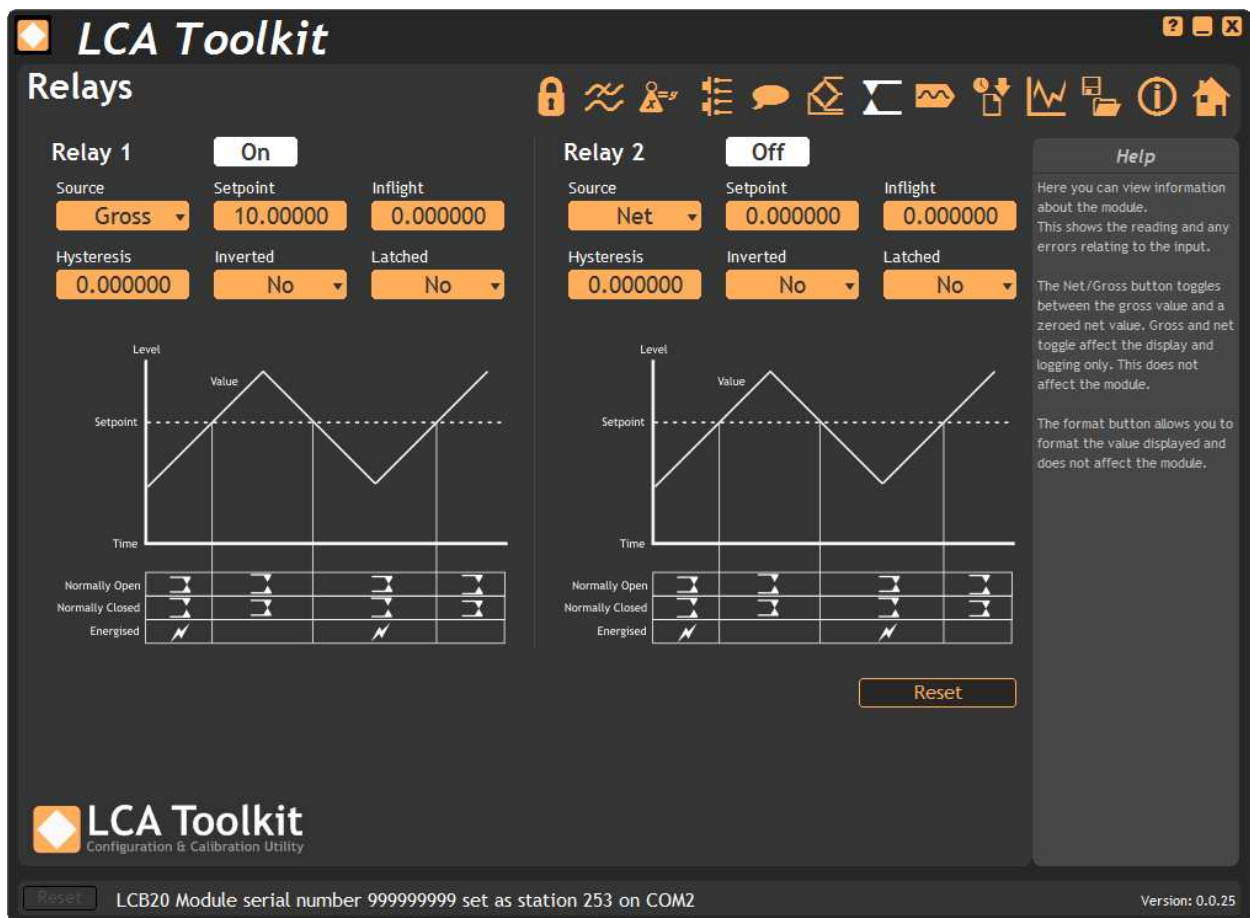 LCA Toolkit
Relays
Relay 1
On
Source
Setpoint
Inflight
Gross
10.00000
0.000000
Hysteresis
Inverted
Latched
0.000000
No
No
Level
Value
Setpoint
Time
Normally Open
Normally Closed
Energised
Relay 2
Off
Source
Setpoint
Inflight
Net
0.000000
0.000000
Hysteresis
Inverted
Latched
0.000000
No
No
Level
Value
Setpoint
Time
Normally Open
Normally Closed
Energised
Reset
Help
Here you can view information
about the module.
This shows the reading and any
errors relating to the input.
The Net/Gross button toggles
between the gross value and a
zeroed net value. Gross and net
toggle affect the display and
logging only. This does not
affect the module.
The format button allows you to
format the value displayed and
does not affect the module.
LCA Toolkit
Configuration & Calibration Utility
Reset
LCB20 Module serial number 999999999 set as station 253 on COM2
Version: 0.0.25